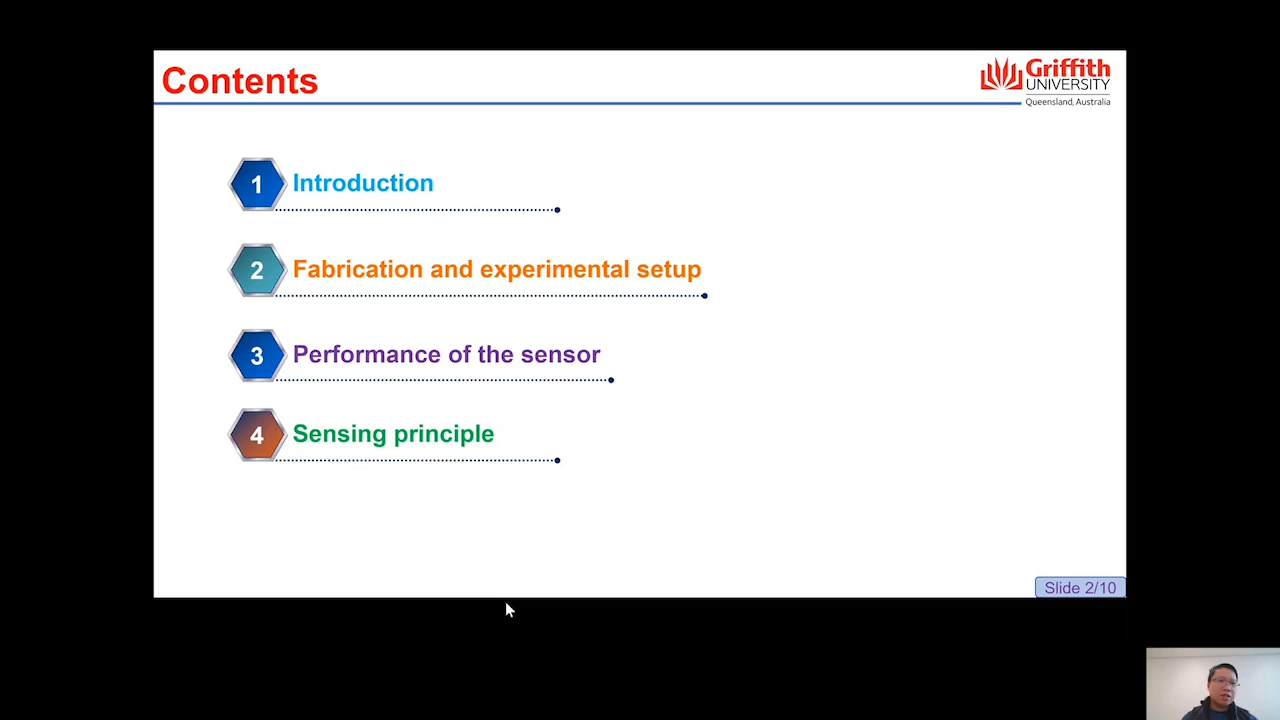 Contents
Griffith
UNIVERSITY
Queensland, Australia
1 Introduction
2 Fabrication and experimental setup
3 Performance of the sensor
4 Sensing principle
Slide 2/10